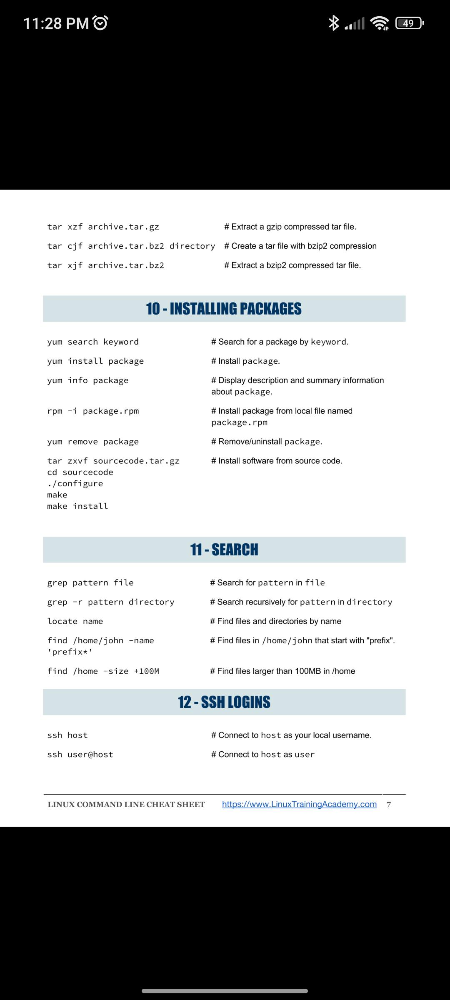 11:28 PM
49
tar xzf archive.tar.gz # Extract a gzip compressed tar file.
tar cjf archive.tar.bz2 directory # Create a tar file with bzip2 compression
tar xjf archive.tar.bz2 # Extract a bzip2 compressed tar file.
10 - INSTALLING PACKAGES
yum search keyword # Search for a package by keyword.
yum install package # Install package.
yum info package # Display description and summary information
about package.
rpm -i package.rpm # Install package from local file named
package.rpm
yum remove package # Remove/uninstall package.
tar zxvf sourcecode.tar.gz # Install software from source code.
cd sourcecode
./configure
make
make install
11 - SEARCH
grep pattern file # Search for pattern in file
grep -r pattern directory # Search recursively for pattern in directory
locate name # Find files and directories by name
find /home/john -name # Find files in /home/john that start with "prefix".
'prefix*'
find /home -size +100M # Find files larger than 100MB in /home
12 - SSH LOGINS
ssh host # Connect to host as your local username.
ssh user@host # Connect to host as user
LINUX COMMAND LINE CHEAT SHEET https://www.LinuxTrainingAcademy.com 7